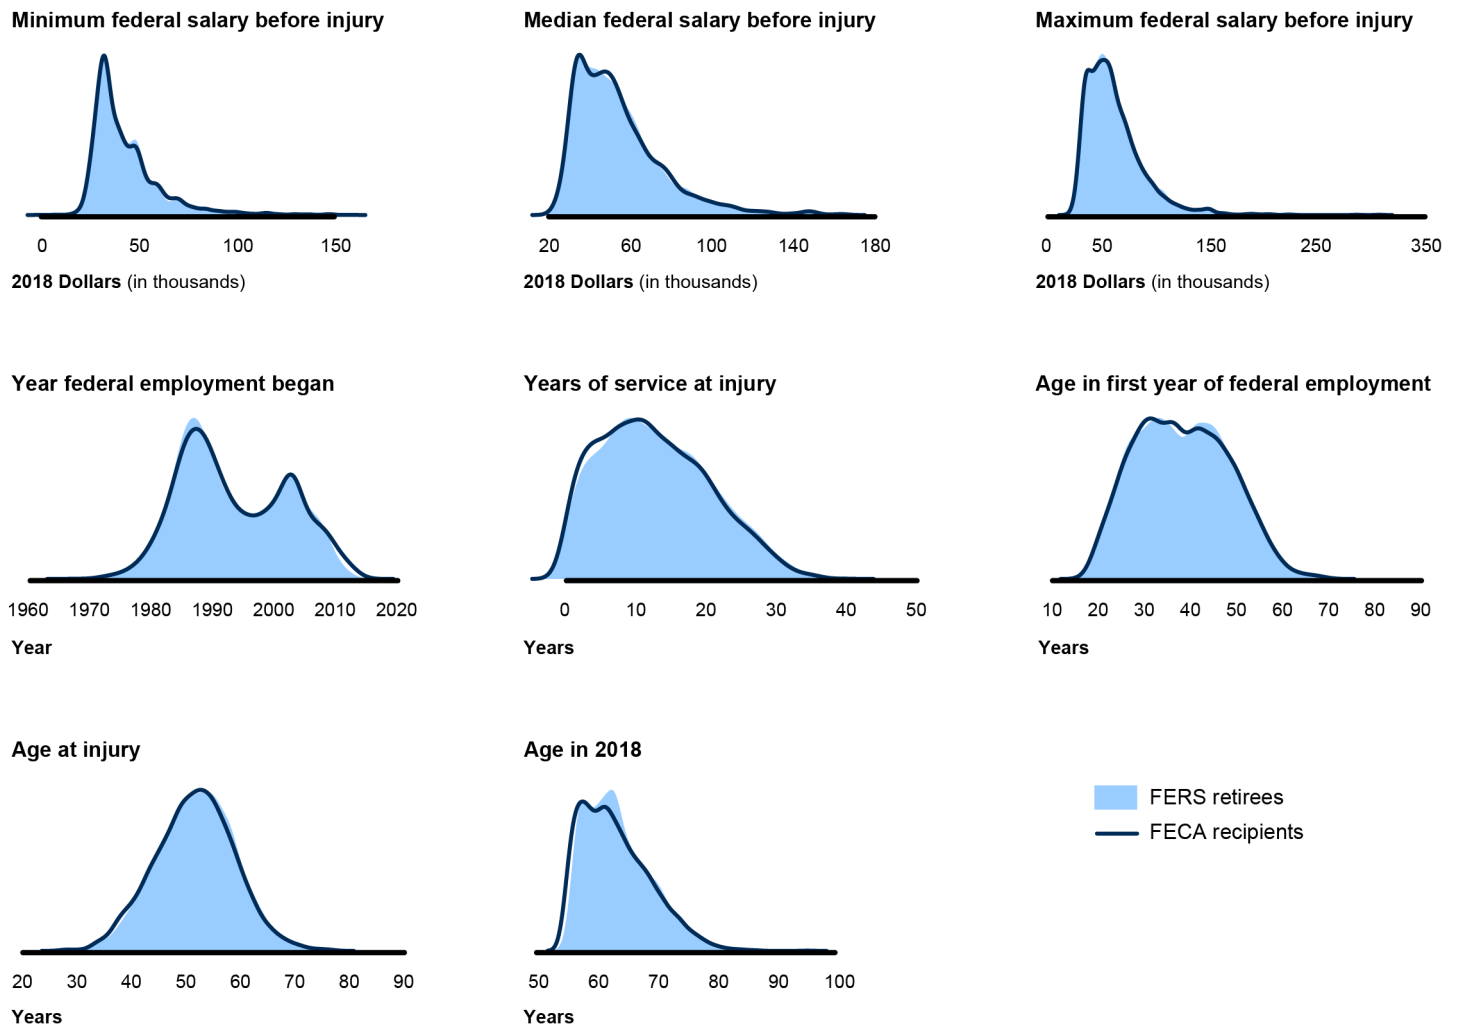 Minimum federal salary before injury
Median federal salary before injury
Maximum federal salary before injury
0 50 100 150
20 60 100 140 180
0 50 150 250 350
2018 Dollars (in thousands)
2018 Dollars (in thousands)
2018 Dollars (in thousands)
Year federal employment began
Years of service at injury
Age in first year of federal employment
1960 1970 1980 1990 2000 2010 2020
0 10 20 30 40 50
10 20 30 40 50 60 70 80 90
Year
Years
Years
Age at injury
Age in 2018
FERS retirees
FECA recipients
20 30 40 50 60 70 80 90
50 60 70 80 90 100
Years
Years